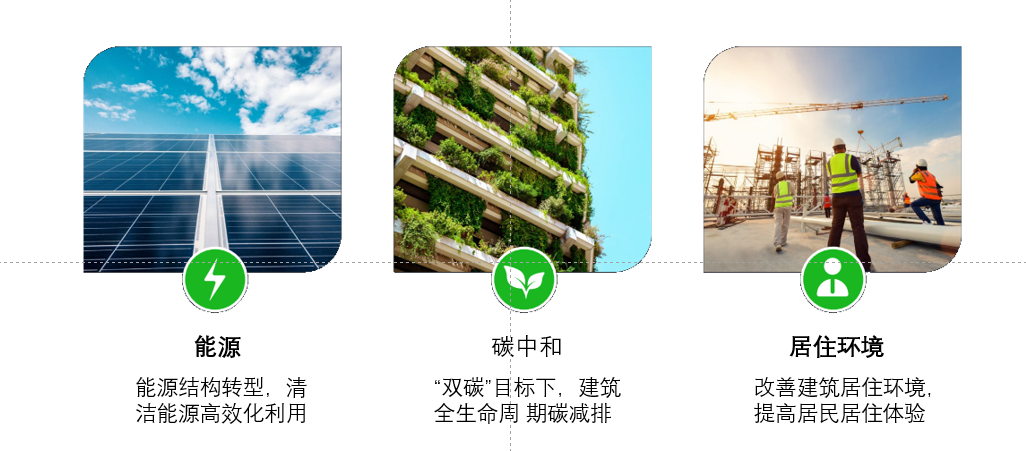 能源
能源结构转型，清
洁能源高效化利用
碳中和
“双碳”目标下，建筑
全生命周 期碳减排
居住环境
改善建筑居住环境,
提高居民居住体验